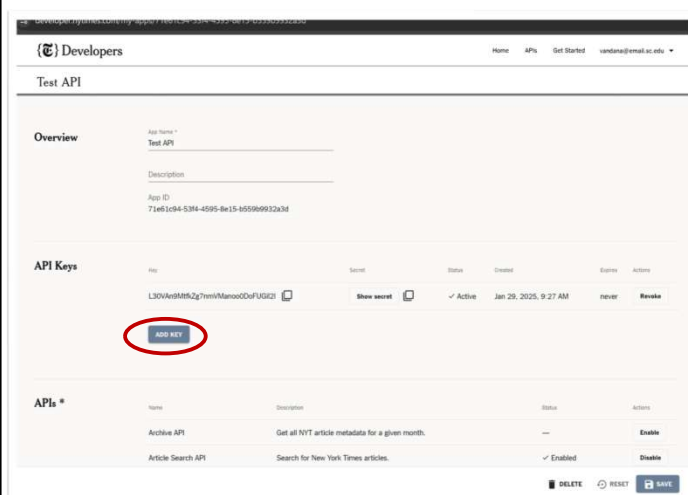 developer.nytimes.com/my-apps/71e61c94-53f4-4595-8e15-b559b9932a3d
{T} Developers Home APIs Get Started vandana@email.sc.edu
Test API
Overview
App Name *
Test API
Description
App ID
71e61c94-53f4-4595-8e15-b559b9932a3d
API Keys
Key Secret Status Created Expires Actions
Show secret ✓ Active Jan 29, 2025, 9:27 AM never Revoke
ADD KEY
APIs *
Name Description Status Actions
Archive API Get all NYT article metadata for a given month. — Enable
Article Search API Search for New York Times articles. ✓ Enabled Disable
DELETE RESET SAVE